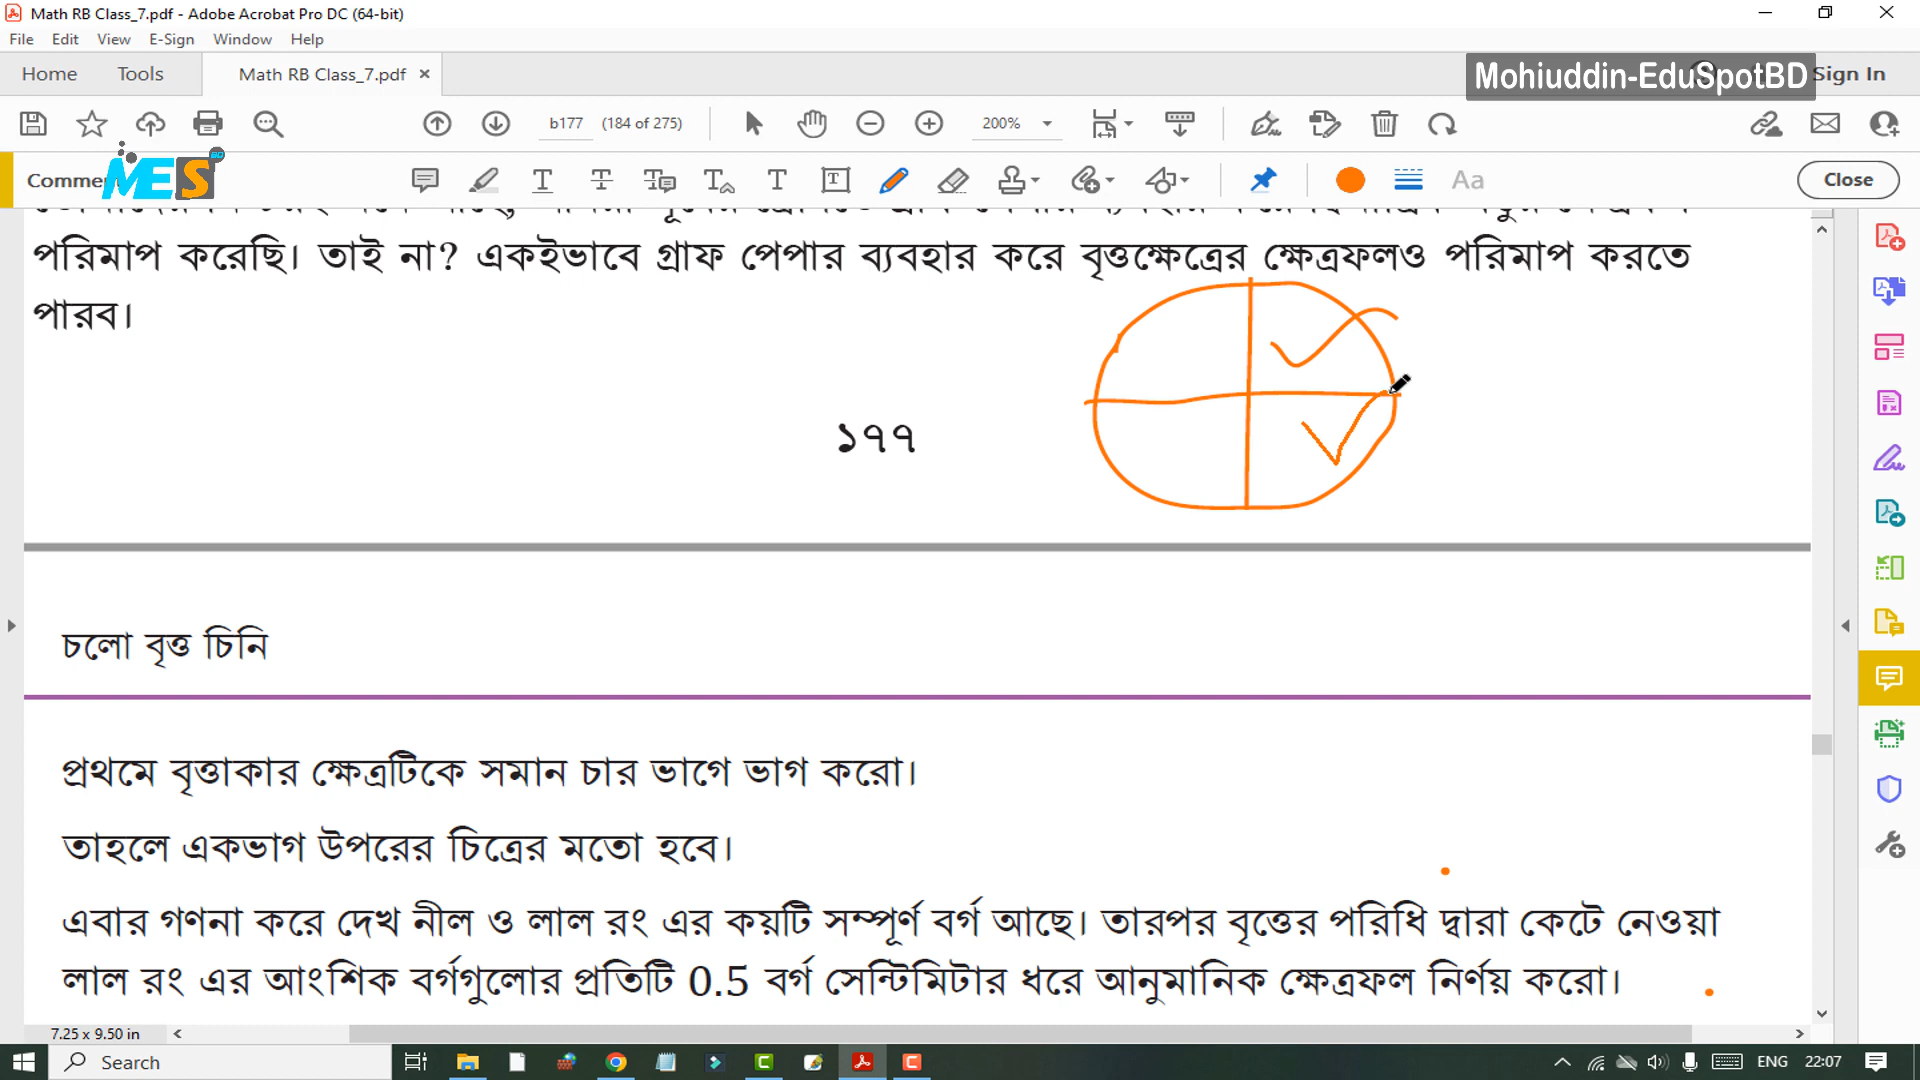 Math RB Class_7.pdf - Adobe Acrobat Pro DC (64-bit)
File Edit View E-Sign Window Help
Home Tools Math RB Class_7.pdf
Mohiuddin-EduSpotBD
Sign In
b177 (184 of 275) 200%
MES
BD
Close
পরিমাপ করেছি। তাই না? একইভাবে গ্রাফ পেপার ব্যবহার করে বৃত্তক্ষেত্রের ক্ষেত্রফলও পরিমাপ করতে
পারব।
১৭৭
চলো বৃত্ত চিনি
প্রথমে বৃত্তাকার ক্ষেত্রটিকে সমান চার ভাগে ভাগ করো।
তাহলে একভাগ উপরের চিত্রের মতো হবে।
এবার গণনা করে দেখ নীল ও লাল রং এর কয়টি সম্পূর্ণ বর্গ আছে। তারপর বৃত্তের পরিধি দ্বারা কেটে নেওয়া
লাল রং এর আংশিক বর্গগুলোর প্রতিটি 0.5 বর্গ সেন্টিমিটার ধরে আনুমানিক ক্ষেত্রফল নির্ণয় করো।
7.25 x 9.50 in
Search
ENG 22:07